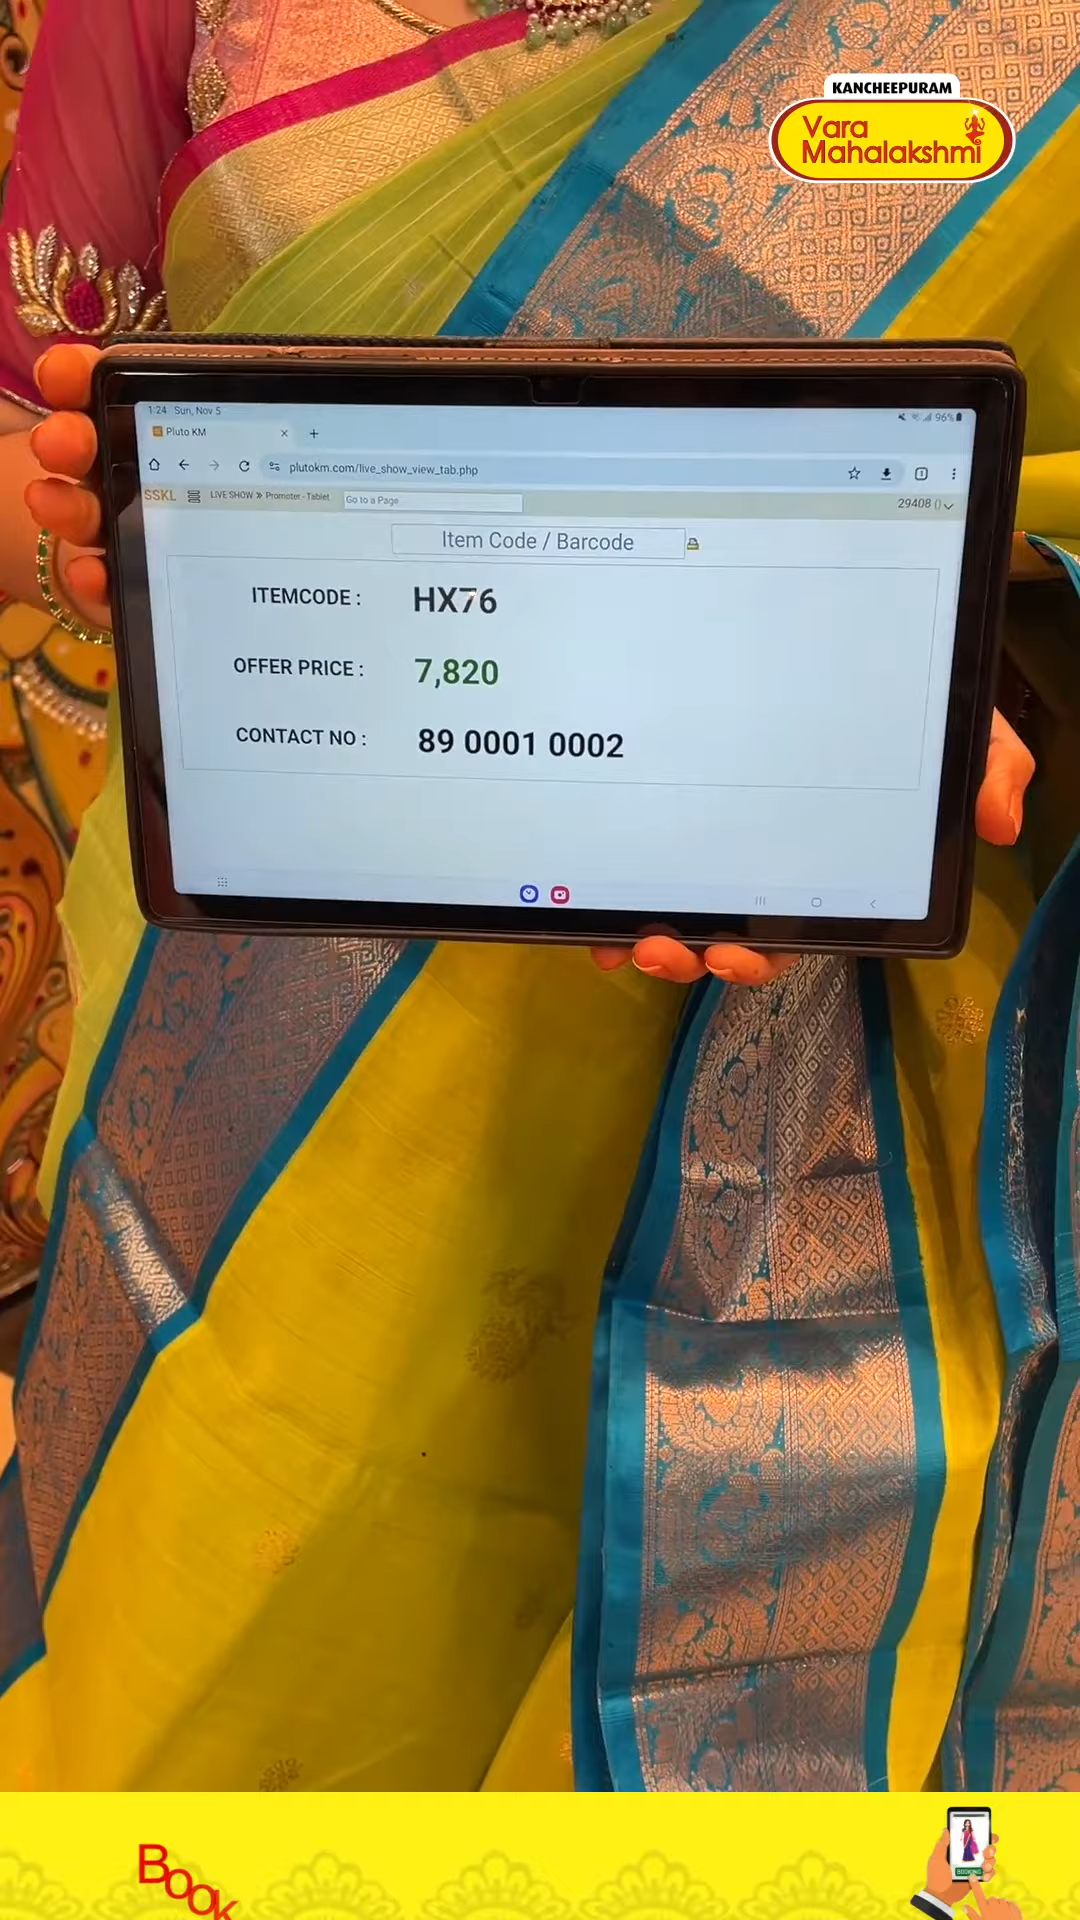 KANCHEEPURAM
Vara
Mahalakshmi
1:24 Sun, Nov 5
96%
Pluto KM
plutokm.com/live_show_view_tab.php
SSKL
LIVE SHOW » Promoter - Tablet
Go to a Page
29408 ()
Item Code / Barcode
ITEMCODE : HX76
OFFER PRICE : 7,820
CONTACT NO : 89 0001 0002
Book
BOOKING